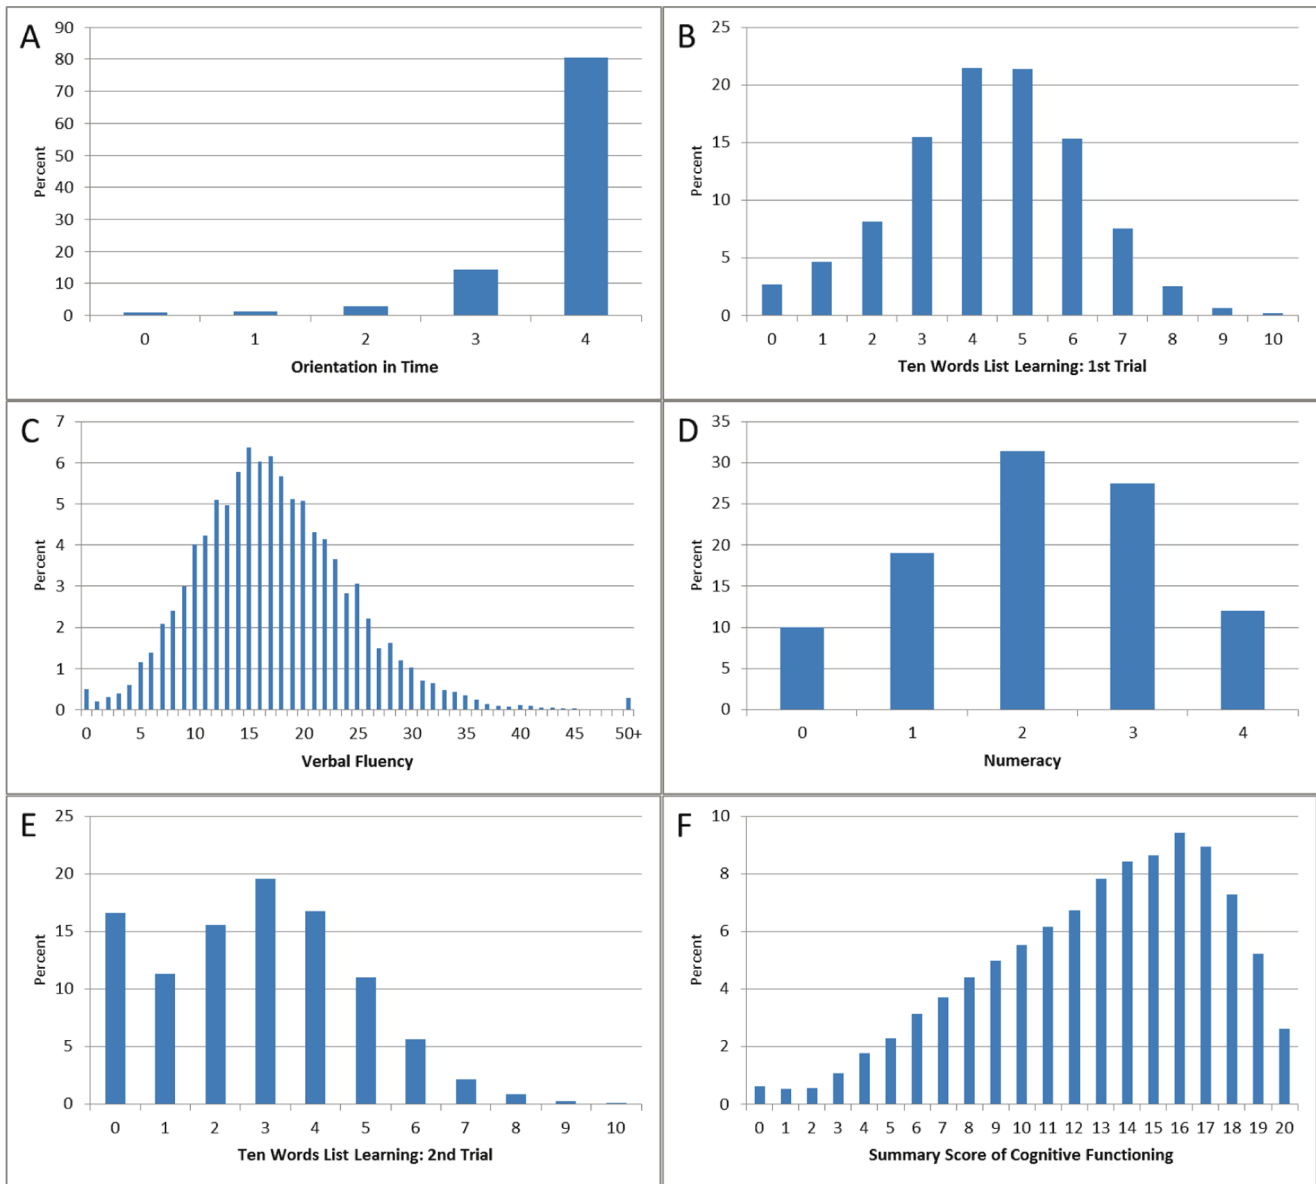 A
90
80
70
60
50
40
30
20
10
0
Percent
0 1 2 3 4
Orientation in Time
B
25
20
15
10
5
0
Percent
0 1 2 3 4 5 6 7 8 9 10
Ten Words List Learning: 1st Trial
C
7
6
5
4
3
2
1
0
Percent
0 5 10 15 20 25 30 35 40 45 50+
Verbal Fluency
D
35
30
25
20
15
10
5
0
Percent
0 1 2 3 4
Numeracy
E
25
20
15
10
5
0
Percent
0 1 2 3 4 5 6 7 8 9 10
Ten Words List Learning: 2nd Trial
F
10
8
6
4
2
0
Percent
0 1 2 3 4 5 6 7 8 9 10 11 12 13 14 15 16 17 18 19 20
Summary Score of Cognitive Functioning